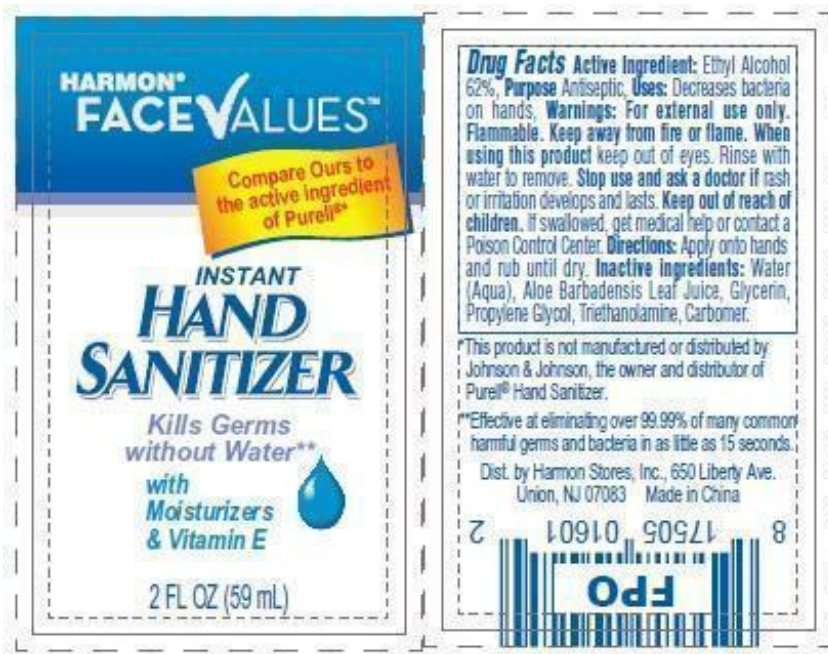 HARMON®
FACEVALUES™
Compare Ours to
the active ingredient
of Purell®*
INSTANT
HAND
SANITIZER
Kills Germs
without Water**
with
Moisturizers
& Vitamin E
2 FL OZ (59 mL)
Drug Facts Active Ingredient: Ethyl Alcohol
62%, Purpose Antiseptic, Uses: Decreases bacteria
on hands, Warnings: For external use only.
Flammable. Keep away from fire or flame. When
using this product keep out of eyes. Rinse with
water to remove. Stop use and ask a doctor if rash
or irritation develops and lasts. Keep out of reach of
children. If swallowed, get medical help or contact a
Poison Control Center. Directions: Apply onto hands
and rub until dry. Inactive ingredients: Water
(Aqua), Aloe Barbadensis Leaf Juice, Glycerin,
Propylene Glycol, Triethanolamine, Carbomer.
*This product is not manufactured or distributed by
Johnson & Johnson, the owner and distributor of
Purell® Hand Sanitizer.
**Effective at eliminating over 99.99% of many common
harmful germs and bacteria in as little as 15 seconds.
Dist. by Harmon Stores, Inc., 650 Liberty Ave.
Union, NJ 07083 Made in China
8 17505 01601 2
FPO